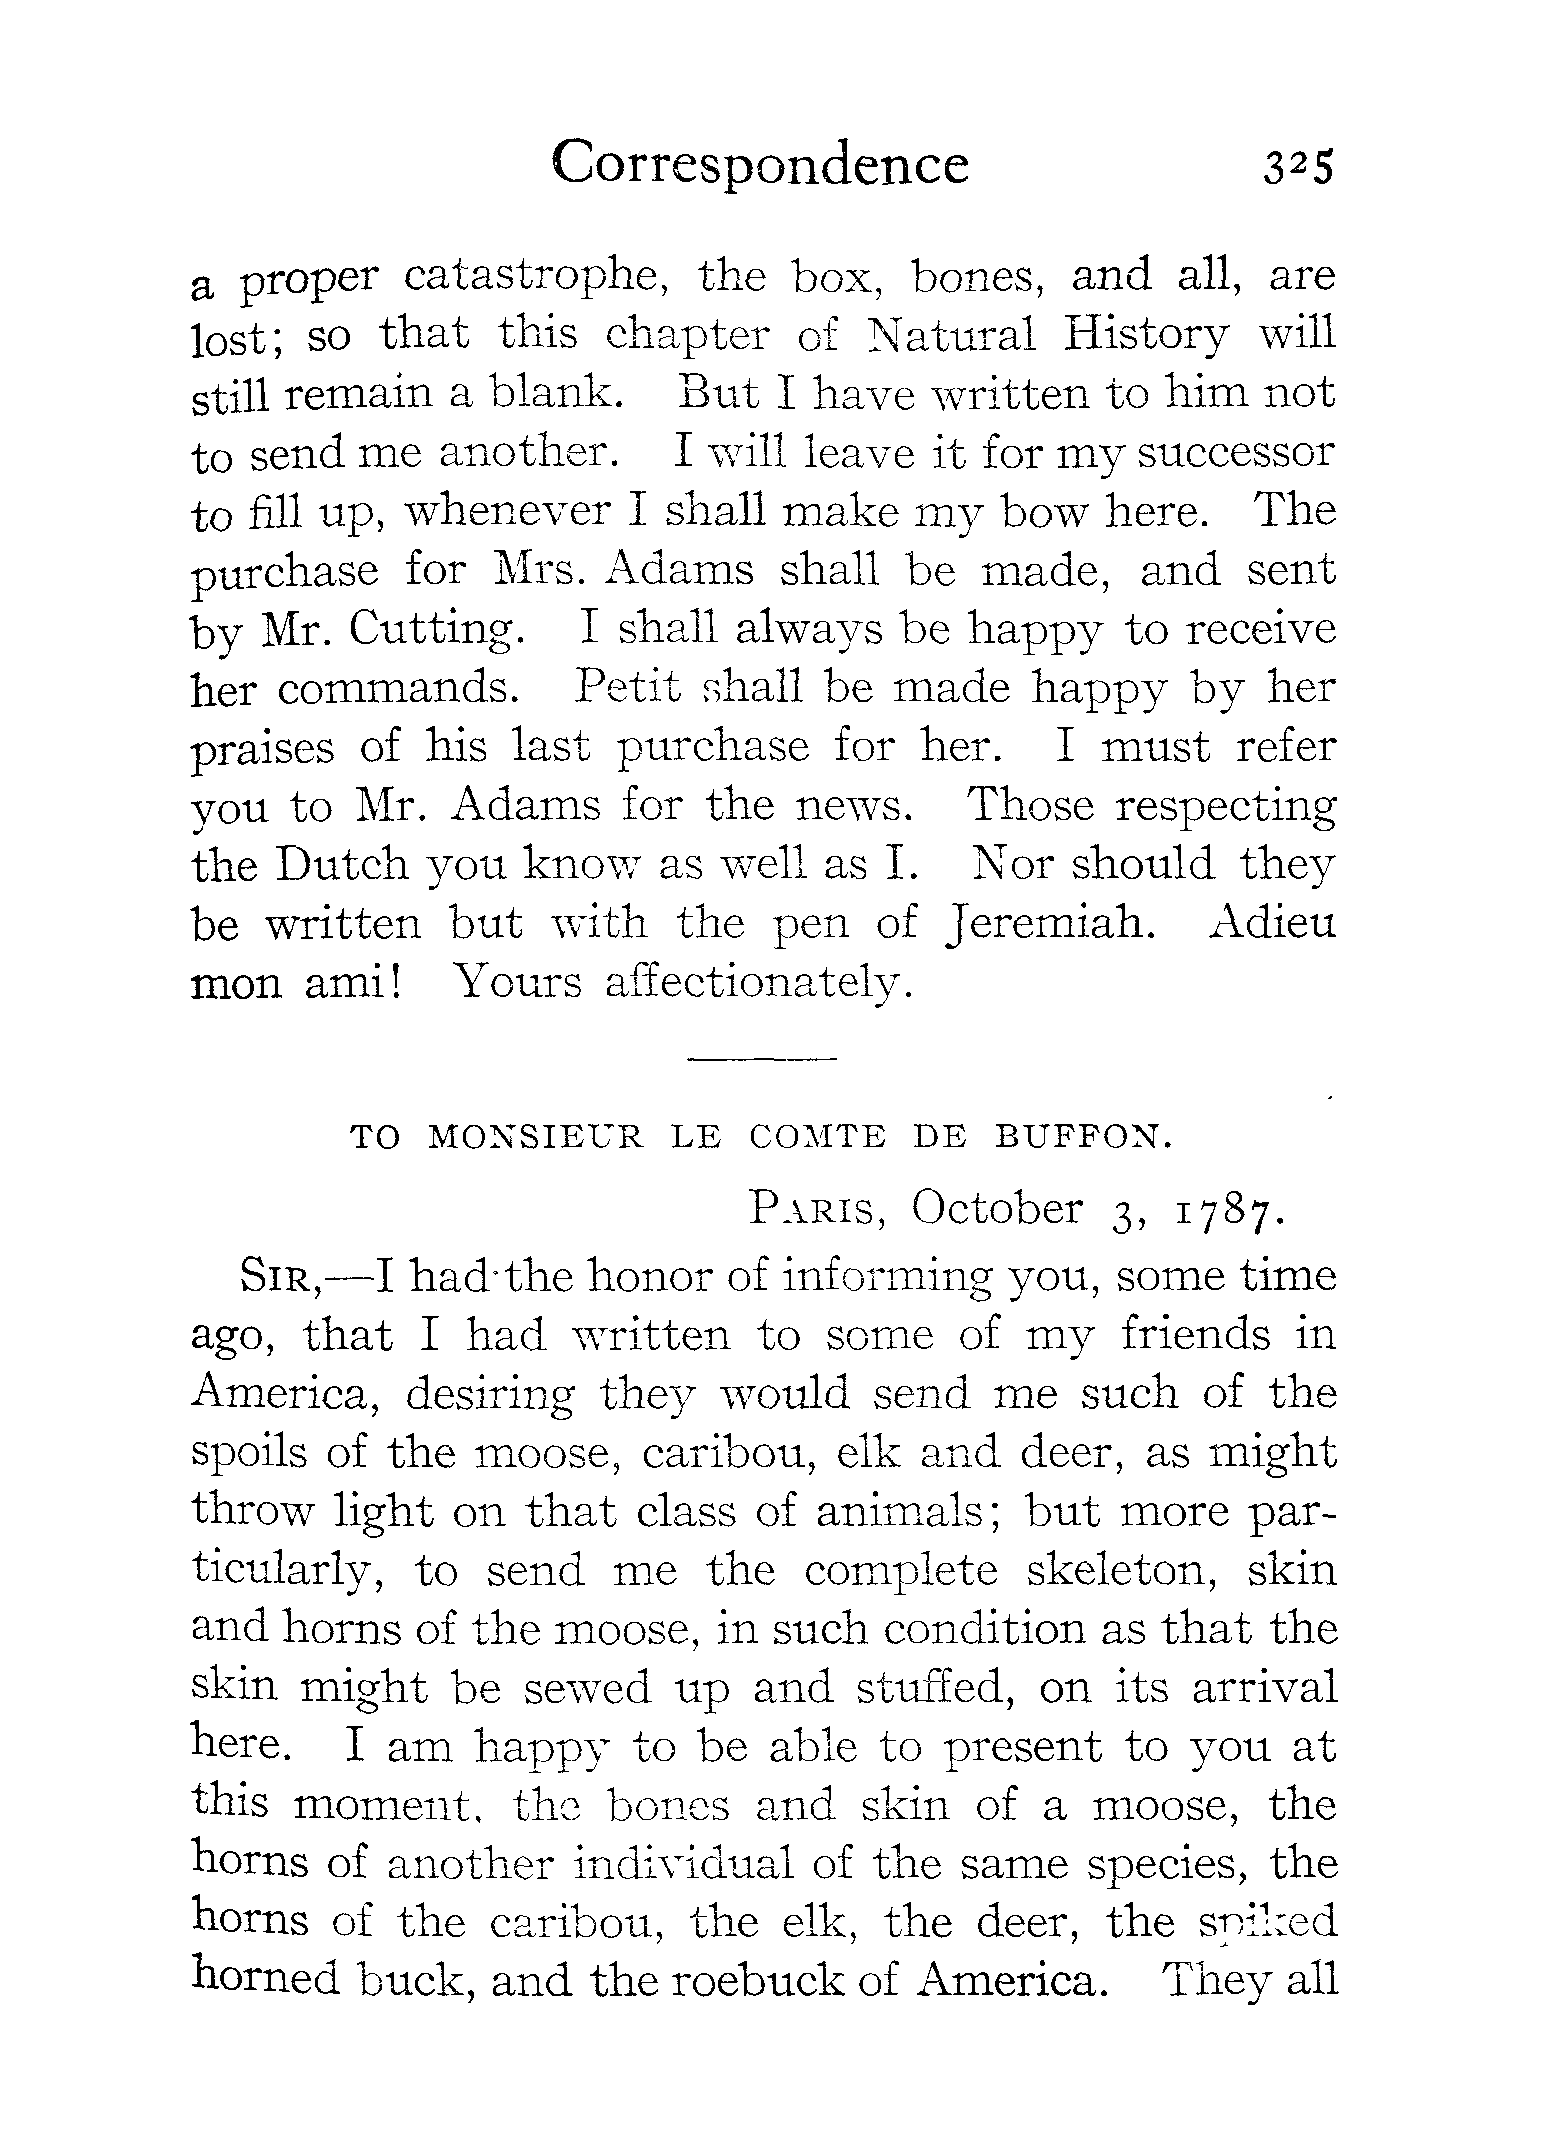 Correspondence 325
a proper catastrophe, the box, bones, and all, are
lost; so that this chapter of Natural History will
still remain a blank. But I have written to him not
to send me another. I will leave it for my successor
to fill up, whenever I shall make my bow here. The
purchase for Mrs. Adams shall be made, and sent
by Mr. Cutting. I shall always be happy to receive
her commands. Petit shall be made happy by her
praises of his last purchase for her. I must refer
you to Mr. Adams for the news. Those respecting
the Dutch you know as well as I. Nor should they
be written but with the pen of Jeremiah. Adieu
mon ami! Yours affectionately.
TO MONSIEUR LE COMTE DE BUFFON.
PARIS, October 3, 1787.
SIR,—I had the honor of informing you, some time
ago, that I had written to some of my friends in
America, desiring they would send me such of the
spoils of the moose, caribou, elk and deer, as might
throw light on that class of animals; but more par-
ticularly, to send me the complete skeleton, skin
and horns of the moose, in such condition as that the
skin might be sewed up and stuffed, on its arrival
here. I am happy to be able to present to you at
this moment, the bones and skin of a moose, the
horns of another individual of the same species, the
horns of the caribou, the elk, the deer, the spiked
horned buck, and the roebuck of America. They all